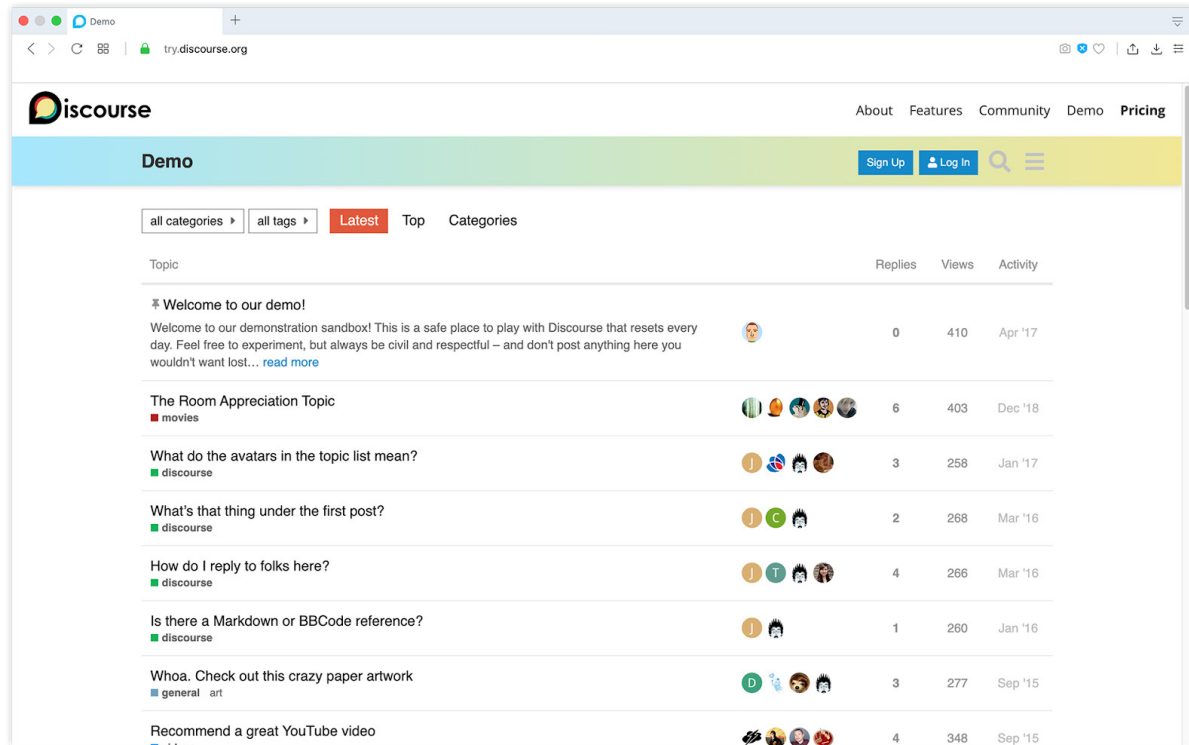 Demo
try.discourse.org
Discourse
About Features Community Demo Pricing
Demo
Sign Up Log In
all categories all tags Latest Top Categories
Topic Replies Views Activity
Welcome to our demo!
Welcome to our demonstration sandbox! This is a safe place to play with Discourse that resets every
day. Feel free to experiment, but always be civil and respectful – and don't post anything here you
wouldn't want lost… read more
0 410 Apr '17
The Room Appreciation Topic
movies
6 403 Dec '18
What do the avatars in the topic list mean?
discourse
J
3 258 Jan '17
What's that thing under the first post?
discourse
J C
2 268 Mar '16
How do I reply to folks here?
discourse
J T
4 266 Mar '16
Is there a Markdown or BBCode reference?
discourse
J
1 260 Jan '16
Whoa. Check out this crazy paper artwork
general art
D
3 277 Sep '15
Recommend a great YouTube video
4 348 Sep '15